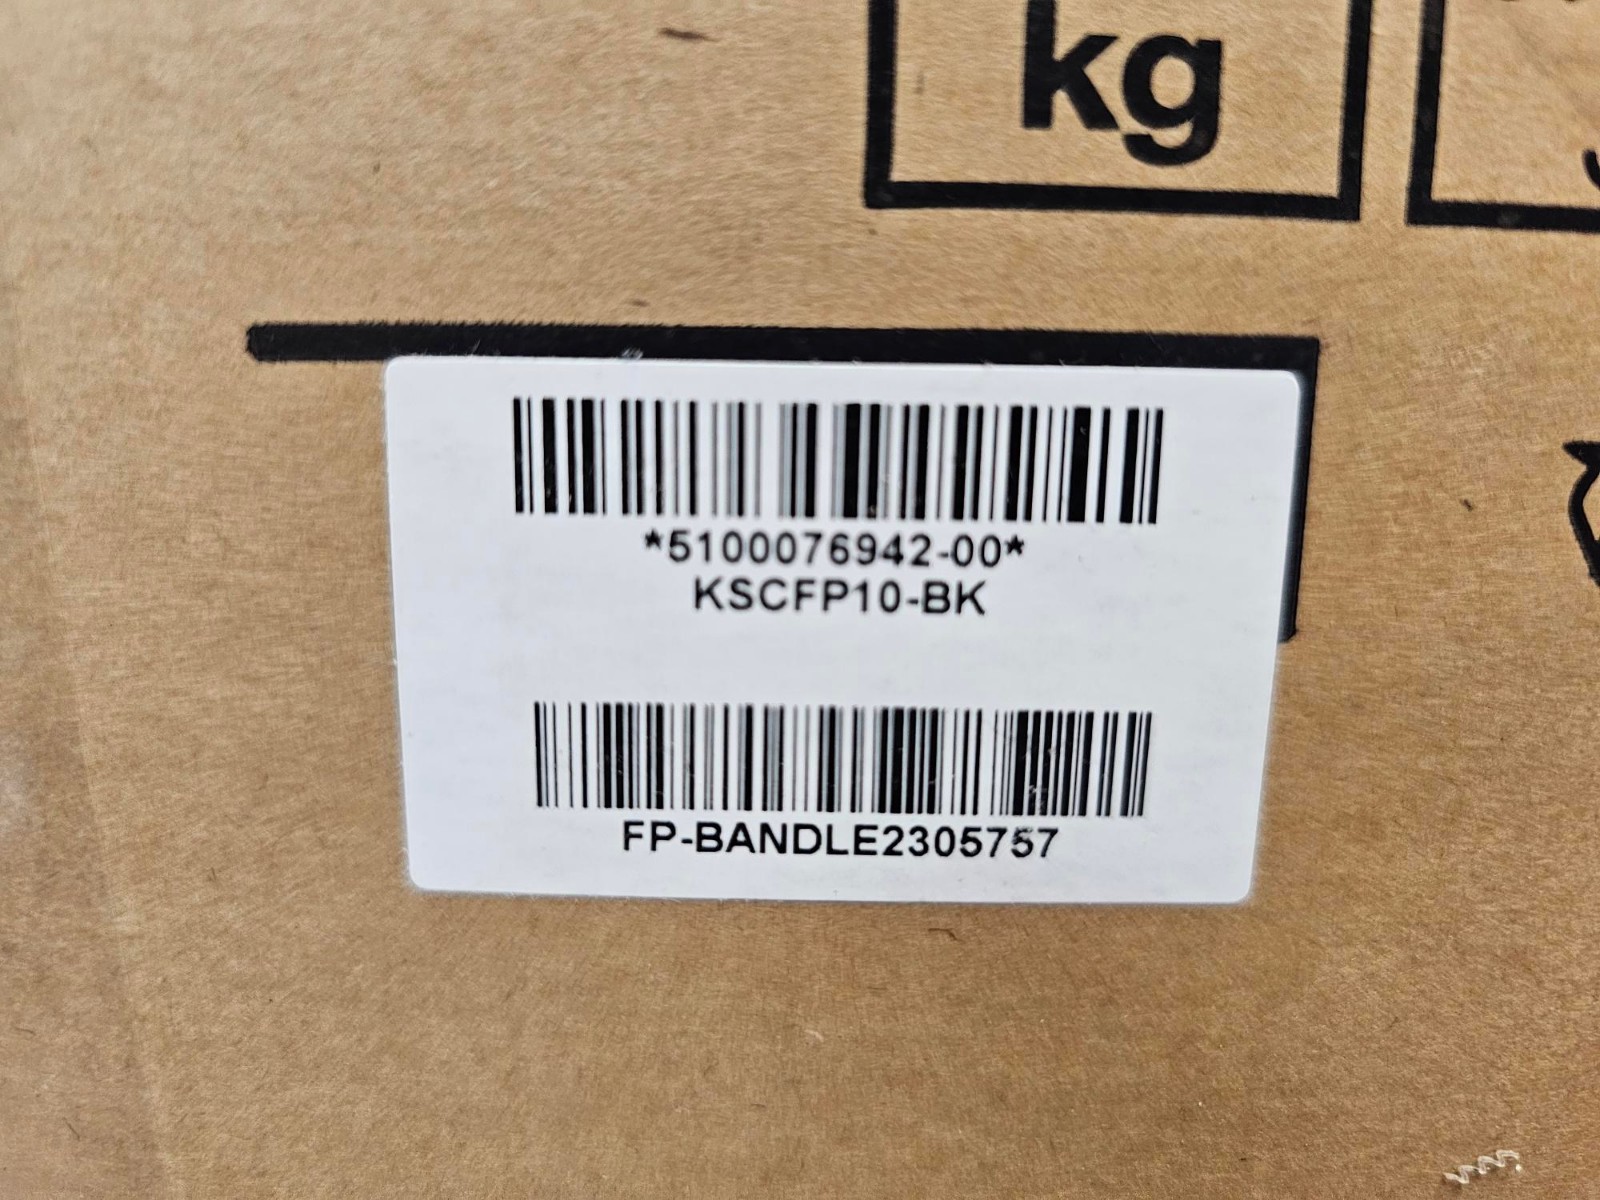 kg
*5100076942-00*
KSCFP10-BK
FP-BANDLE2305757